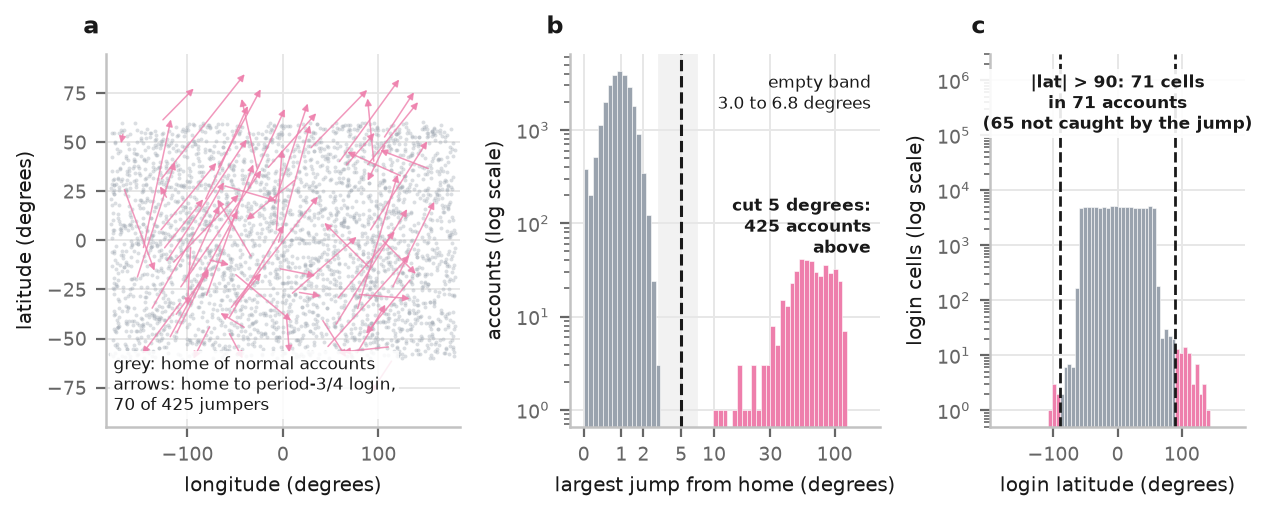 a
75
50
25
0
−25
−50
−75
latitude (degrees)
grey: home of normal accounts
arrows: home to period-3/4 login,
70 of 425 jumpers
−100
0
100
longitude (degrees)
b
10³
10²
10¹
10⁰
accounts (log scale)
empty band
3.0 to 6.8 degrees
cut 5 degrees:
425 accounts
above
0
1
2
5
10
30
100
largest jump from home (degrees)
c
10⁶
10⁵
10⁴
10³
10²
10¹
10⁰
login cells (log scale)
|lat| > 90: 71 cells
in 71 accounts
(65 not caught by the jump)
−100
0
100
login latitude (degrees)